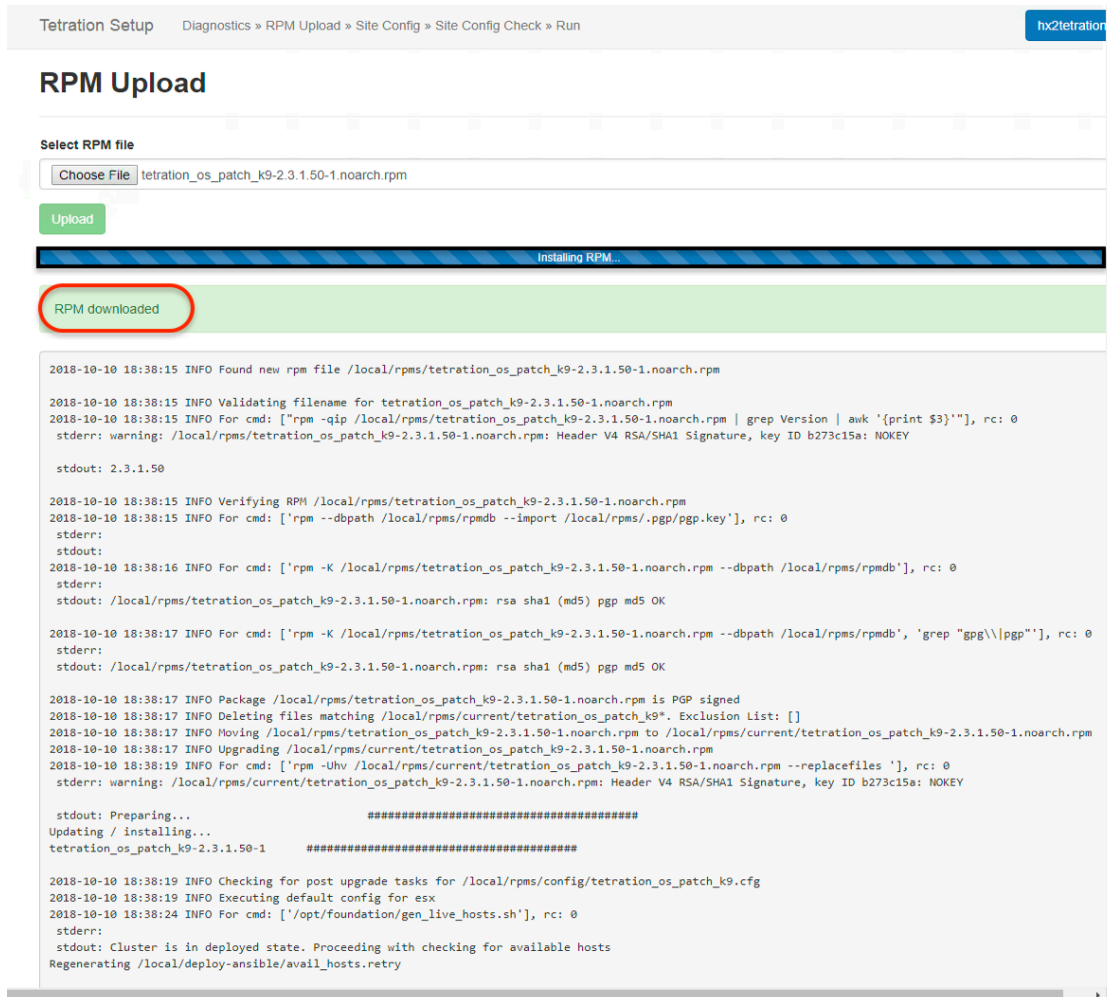 Tetration Setup Diagnostics » RPM Upload » Site Config » Site Config Check » Run hx2tetration
RPM Upload
Select RPM file
Choose File tetration_os_patch_k9-2.3.1.50-1.noarch.rpm
Upload
Installing RPM...
RPM downloaded
2018-10-10 18:38:15 INFO Found new rpm file /local/rpms/tetration_os_patch_k9-2.3.1.50-1.noarch.rpm
2018-10-10 18:38:15 INFO Validating filename for tetration_os_patch_k9-2.3.1.50-1.noarch.rpm
2018-10-10 18:38:15 INFO For cmd: ["rpm -qip /local/rpms/tetration_os_patch_k9-2.3.1.50-1.noarch.rpm | grep Version | awk '{print $3}'"], rc: 0
stderr: warning: /local/rpms/tetration_os_patch_k9-2.3.1.50-1.noarch.rpm: Header V4 RSA/SHA1 Signature, key ID b273c15a: NOKEY
stdout: 2.3.1.50
2018-10-10 18:38:15 INFO Verifying RPM /local/rpms/tetration_os_patch_k9-2.3.1.50-1.noarch.rpm
2018-10-10 18:38:15 INFO For cmd: ['rpm --dbpath /local/rpms/rpmdb --import /local/rpms/.pgp/pgp.key'], rc: 0
stderr:
stdout:
2018-10-10 18:38:16 INFO For cmd: ['rpm -K /local/rpms/tetration_os_patch_k9-2.3.1.50-1.noarch.rpm --dbpath /local/rpms/rpmdb'], rc: 0
stderr:
stdout: /local/rpms/tetration_os_patch_k9-2.3.1.50-1.noarch.rpm: rsa sha1 (md5) pgp md5 OK
2018-10-10 18:38:17 INFO For cmd: ['rpm -K /local/rpms/tetration_os_patch_k9-2.3.1.50-1.noarch.rpm --dbpath /local/rpms/rpmdb', 'grep "gpg\\|pgp"'], rc: 0
stderr:
stdout: /local/rpms/tetration_os_patch_k9-2.3.1.50-1.noarch.rpm: rsa sha1 (md5) pgp md5 OK
2018-10-10 18:38:17 INFO Package /local/rpms/tetration_os_patch_k9-2.3.1.50-1.noarch.rpm is PGP signed
2018-10-10 18:38:17 INFO Deleting files matching /local/rpms/current/tetration_os_patch_k9*. Exclusion List: []
2018-10-10 18:38:17 INFO Moving /local/rpms/tetration_os_patch_k9-2.3.1.50-1.noarch.rpm to /local/rpms/current/tetration_os_patch_k9-2.3.1.50-1.noarch.rpm
2018-10-10 18:38:17 INFO Upgrading /local/rpms/current/tetration_os_patch_k9-2.3.1.50-1.noarch.rpm
2018-10-10 18:38:19 INFO For cmd: ['rpm -Uhv /local/rpms/current/tetration_os_patch_k9-2.3.1.50-1.noarch.rpm --replacefiles '], rc: 0
stderr: warning: /local/rpms/current/tetration_os_patch_k9-2.3.1.50-1.noarch.rpm: Header V4 RSA/SHA1 Signature, key ID b273c15a: NOKEY
stdout: Preparing... ########################################
Updating / installing...
tetration_os_patch_k9-2.3.1.50-1 ########################################
2018-10-10 18:38:19 INFO Checking for post upgrade tasks for /local/rpms/config/tetration_os_patch_k9.cfg
2018-10-10 18:38:19 INFO Executing default config for esx
2018-10-10 18:38:24 INFO For cmd: ['/opt/foundation/gen_live_hosts.sh'], rc: 0
stderr:
stdout: Cluster is in deployed state. Proceeding with checking for available hosts
Regenerating /local/deploy-ansible/avail_hosts.retry